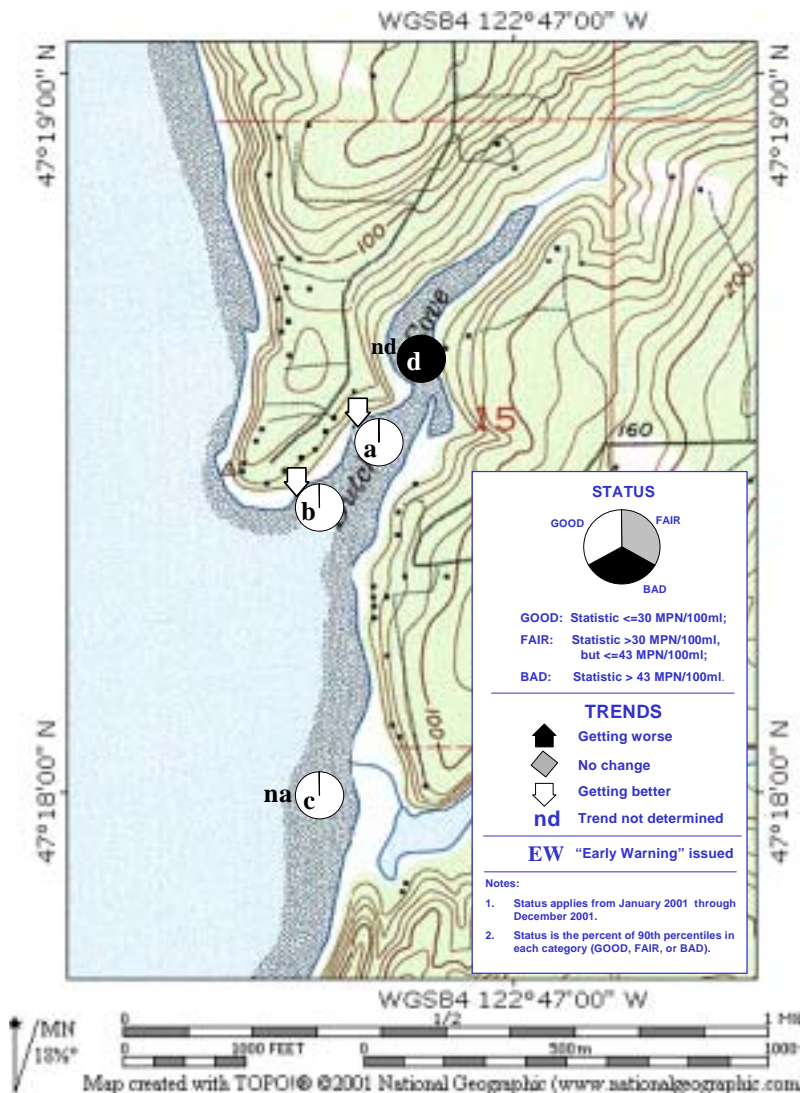 WGS84 122°47'00" W
47°19'00" N
47°19'00" N
100
Cove
nd
d
15
160
200
a
b
100
na
c
47°18'00" N
47°18'00" N
STATUS
GOOD
FAIR
BAD
GOOD: Statistic <=30 MPN/100ml;
FAIR: Statistic >30 MPN/100ml,
but <=43 MPN/100ml;
BAD: Statistic > 43 MPN/100ml.
TRENDS
Getting worse
No change
Getting better
nd Trend not determined
EW "Early Warning" issued
Notes:
1. Status applies from January 2001 through
December 2001.
2. Status is the percent of 90th percentiles in
each category (GOOD, FAIR, or BAD).
WGS84 122°47'00" W
MN
0 1/2 1
0 1000 FEET 0 500 m
Map created with TOPO!® ©2001 National Geographic (www.nationalgeographic.com